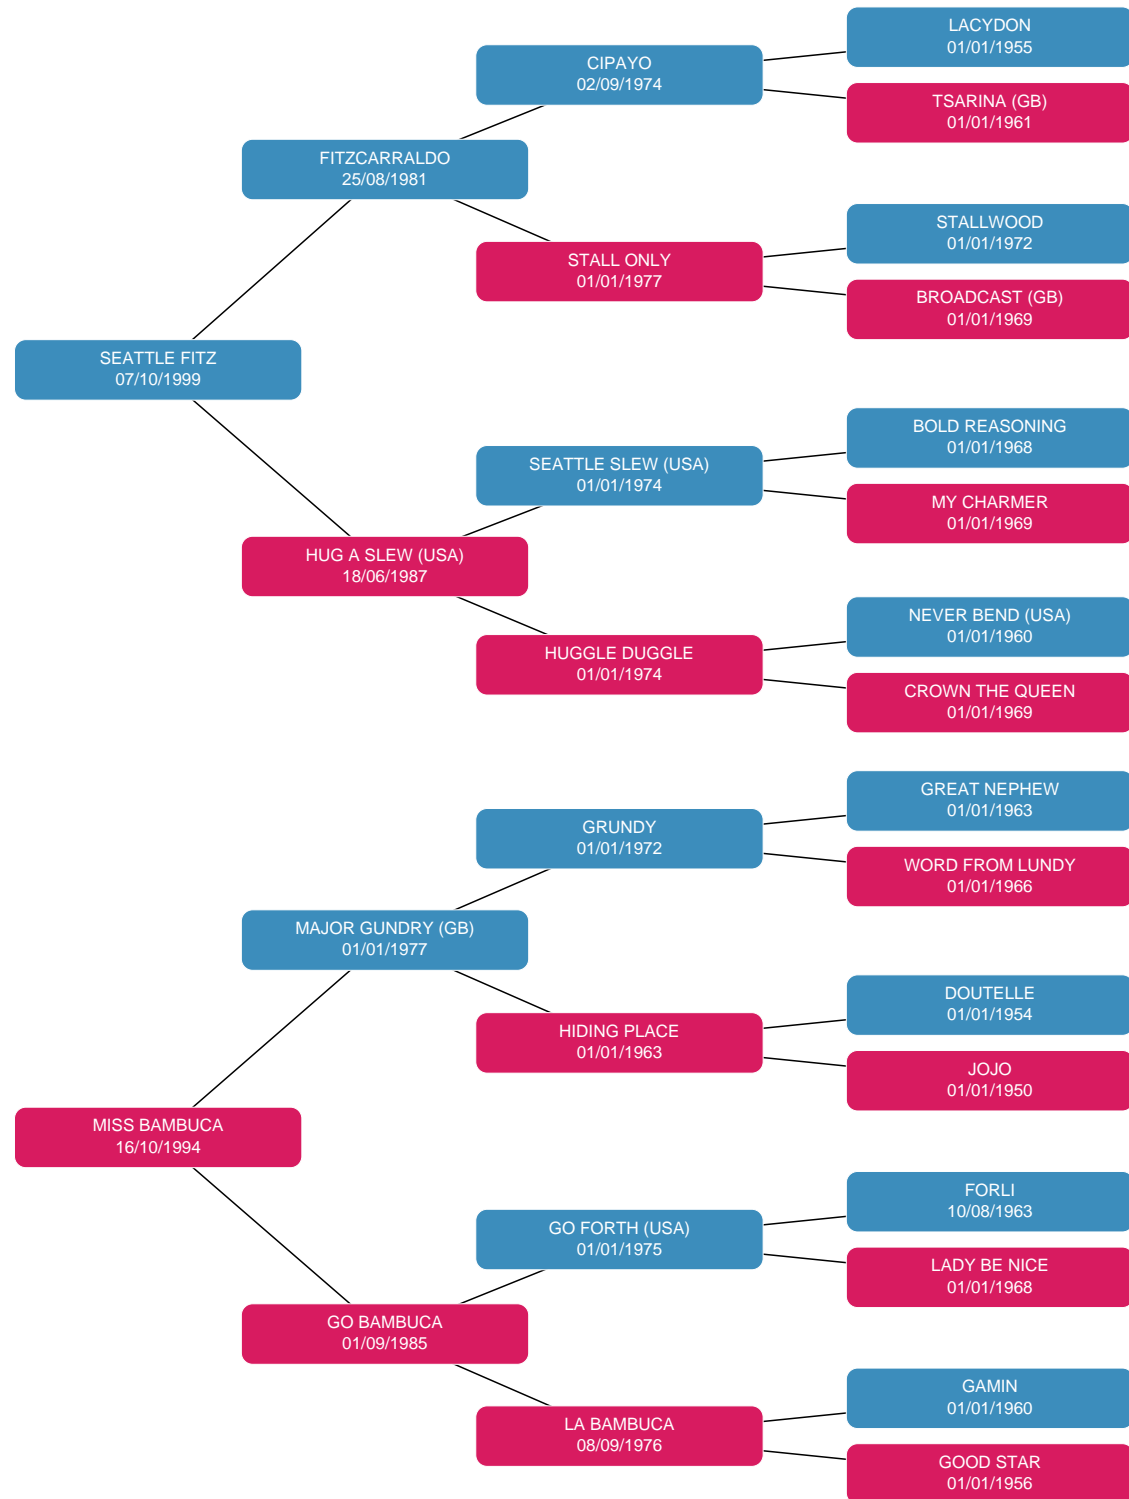 LACYDON
01/01/1955
CIPAYO
02/09/1974
TSARINA (GB)
01/01/1961
FITZCARRALDO
25/08/1981
STALLWOOD
01/01/1972
STALL ONLY
01/01/1977
BROADCAST (GB)
01/01/1969
SEATTLE FITZ
07/10/1999
BOLD REASONING
01/01/1968
SEATTLE SLEW (USA)
01/01/1974
MY CHARMER
01/01/1969
HUG A SLEW (USA)
18/06/1987
NEVER BEND (USA)
01/01/1960
HUGGLE DUGGLE
01/01/1974
CROWN THE QUEEN
01/01/1969
GREAT NEPHEW
01/01/1963
GRUNDY
01/01/1972
WORD FROM LUNDY
01/01/1966
MAJOR GUNDRY (GB)
01/01/1977
DOUTELLE
01/01/1954
HIDING PLACE
01/01/1963
JOJO
01/01/1950
MISS BAMBUCA
16/10/1994
FORLI
10/08/1963
GO FORTH (USA)
01/01/1975
LADY BE NICE
01/01/1968
GO BAMBUCA
01/09/1985
GAMIN
01/01/1960
LA BAMBUCA
08/09/1976
GOOD STAR
01/01/1956